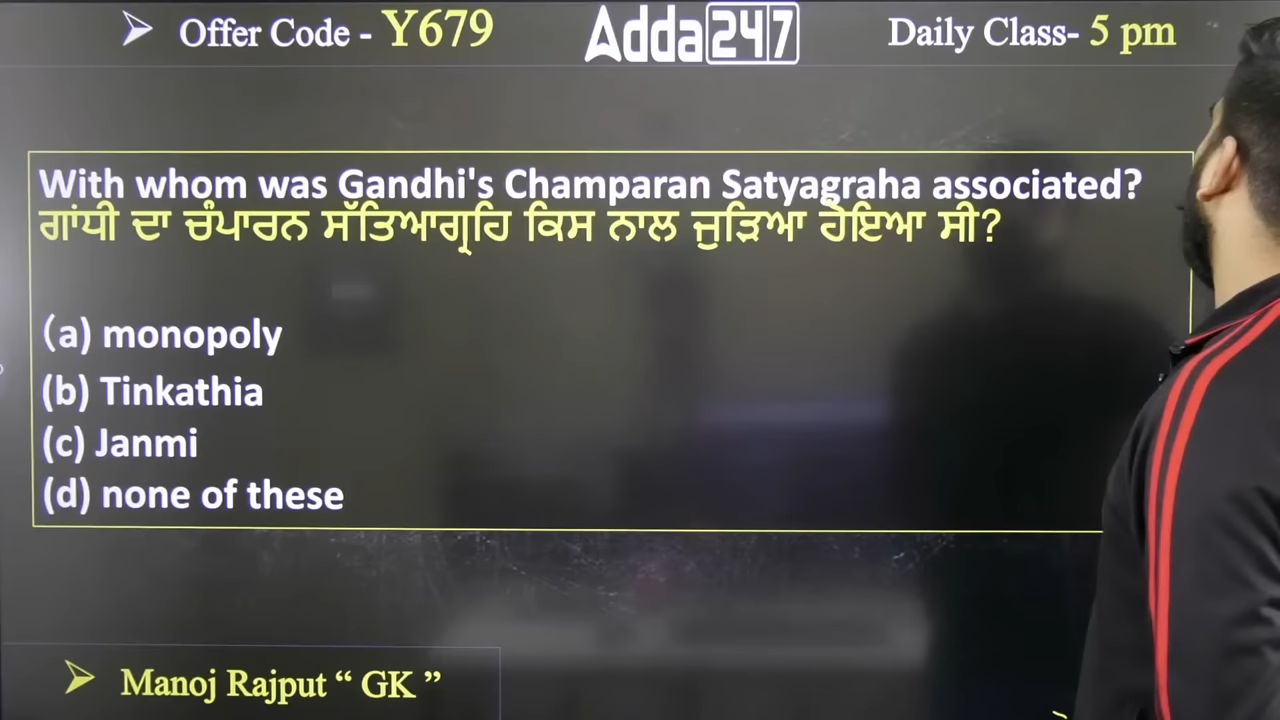 Offer Code - Y679
Adda247
Daily Class- 5 pm
With whom was Gandhi's Champaran Satyagraha associated?
ਗਾਂਧੀ ਦਾ ਚੰਪਾਰਨ ਸੱਤਿਆਗ੍ਰਹਿ ਕਿਸ ਨਾਲ ਜੁੜਿਆ ਹੋਇਆ ਸੀ?
(a) monopoly
(b) Tinkathia
(c) Janmi
(d) none of these
Manoj Rajput “ GK ”